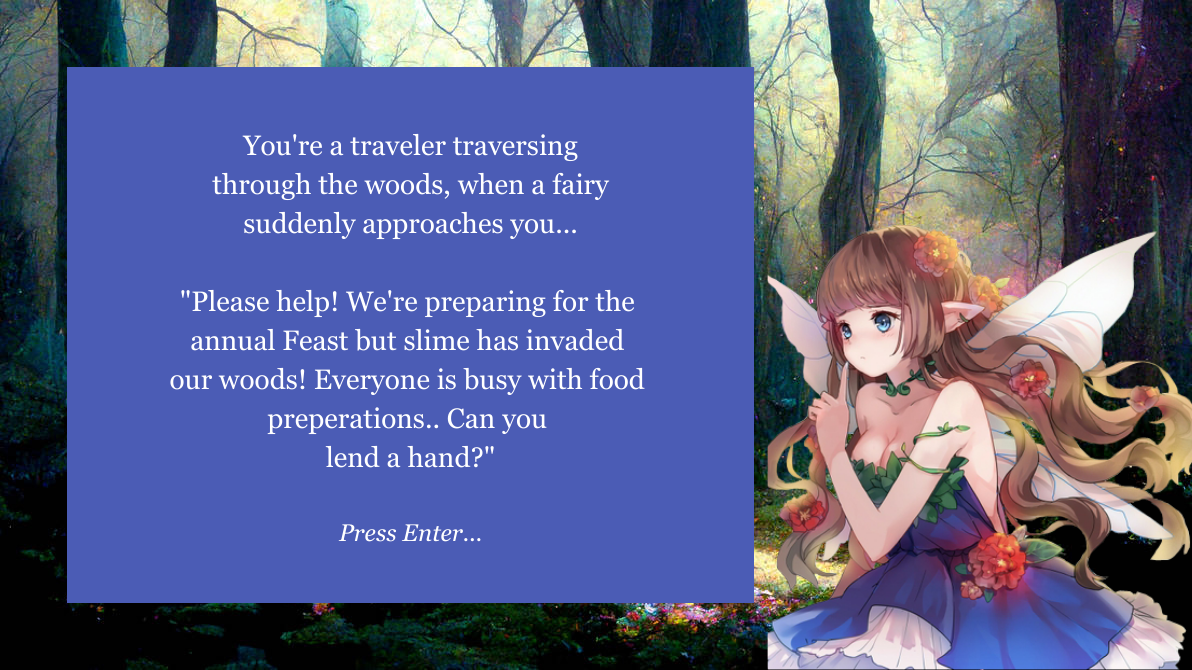 You're a traveler traversing
through the woods, when a fairy
suddenly approaches you...
"Please help! We're preparing for the
annual Feast but slime has invaded
our woods! Everyone is busy with food
preperations.. Can you
lend a hand?"
Press Enter...